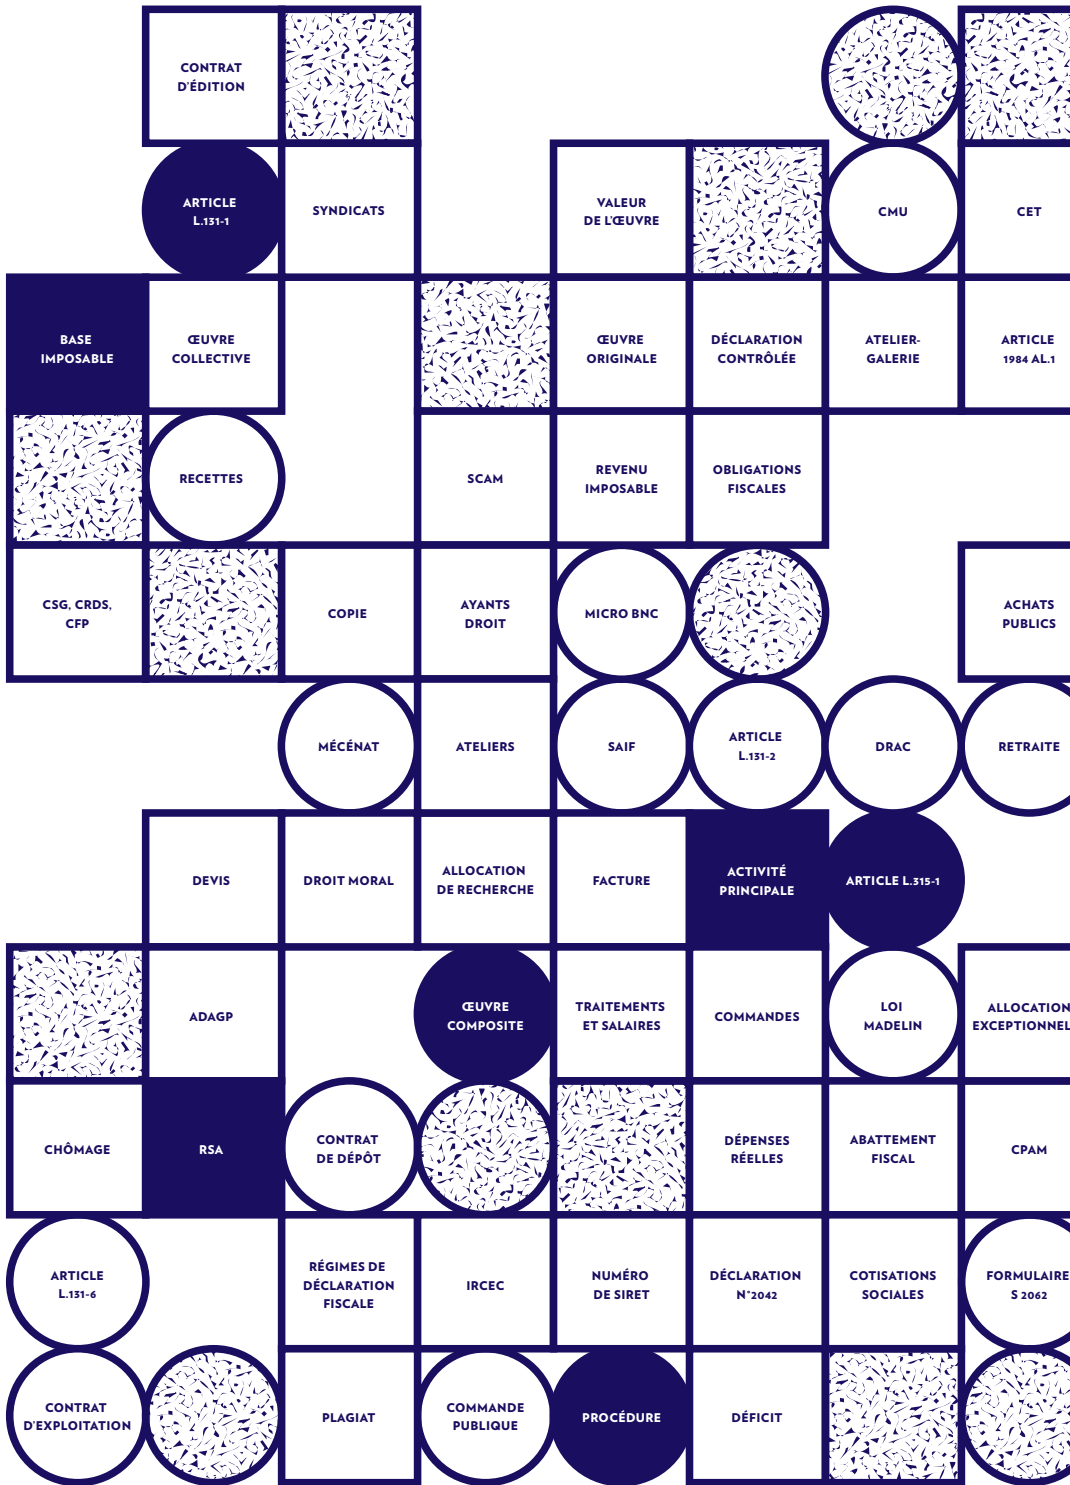 CONTRAT
D'ÉDITION
ARTICLE
L.131-1
SYNDICATS
VALEUR
DE L'ŒUVRE
CMU
CET
BASE
IMPOSABLE
ŒUVRE
COLLECTIVE
ŒUVRE
ORIGINALE
DÉCLARATION
CONTRÔLÉE
ATELIER-
GALERIE
ARTICLE
1984 AL.1
RECETTES
SCAM
REVENU
IMPOSABLE
OBLIGATIONS
FISCALES
CSG, CRDS,
CFP
COPIE
AYANTS
DROIT
MICRO BNC
ACHATS
PUBLICS
MÉCÉNAT
ATELIERS
SAIF
ARTICLE
L.131-2
DRAC
RETRAITE
DEVIS
DROIT MORAL
ALLOCATION
DE RECHERCHE
FACTURE
ACTIVITÉ
PRINCIPALE
ARTICLE L.315-1
ADAGP
ŒUVRE
COMPOSITE
TRAITEMENTS
ET SALAIRES
COMMANDES
LOI
MADELIN
ALLOCATION
EXCEPTIONNEL
CHÔMAGE
RSA
CONTRAT
DE DÉPÔT
DÉPENSES
RÉELLES
ABATTEMENT
FISCAL
CPAM
ARTICLE
L.131-6
RÉGIMES DE
DÉCLARATION
FISCALE
IRCEC
NUMÉRO
DE SIRET
DÉCLARATION
N°2042
COTISATIONS
SOCIALES
FORMULAIRE
S 2062
CONTRAT
D'EXPLOITATION
PLAGIAT
COMMANDE
PUBLIQUE
PROCÉDURE
DÉFICIT